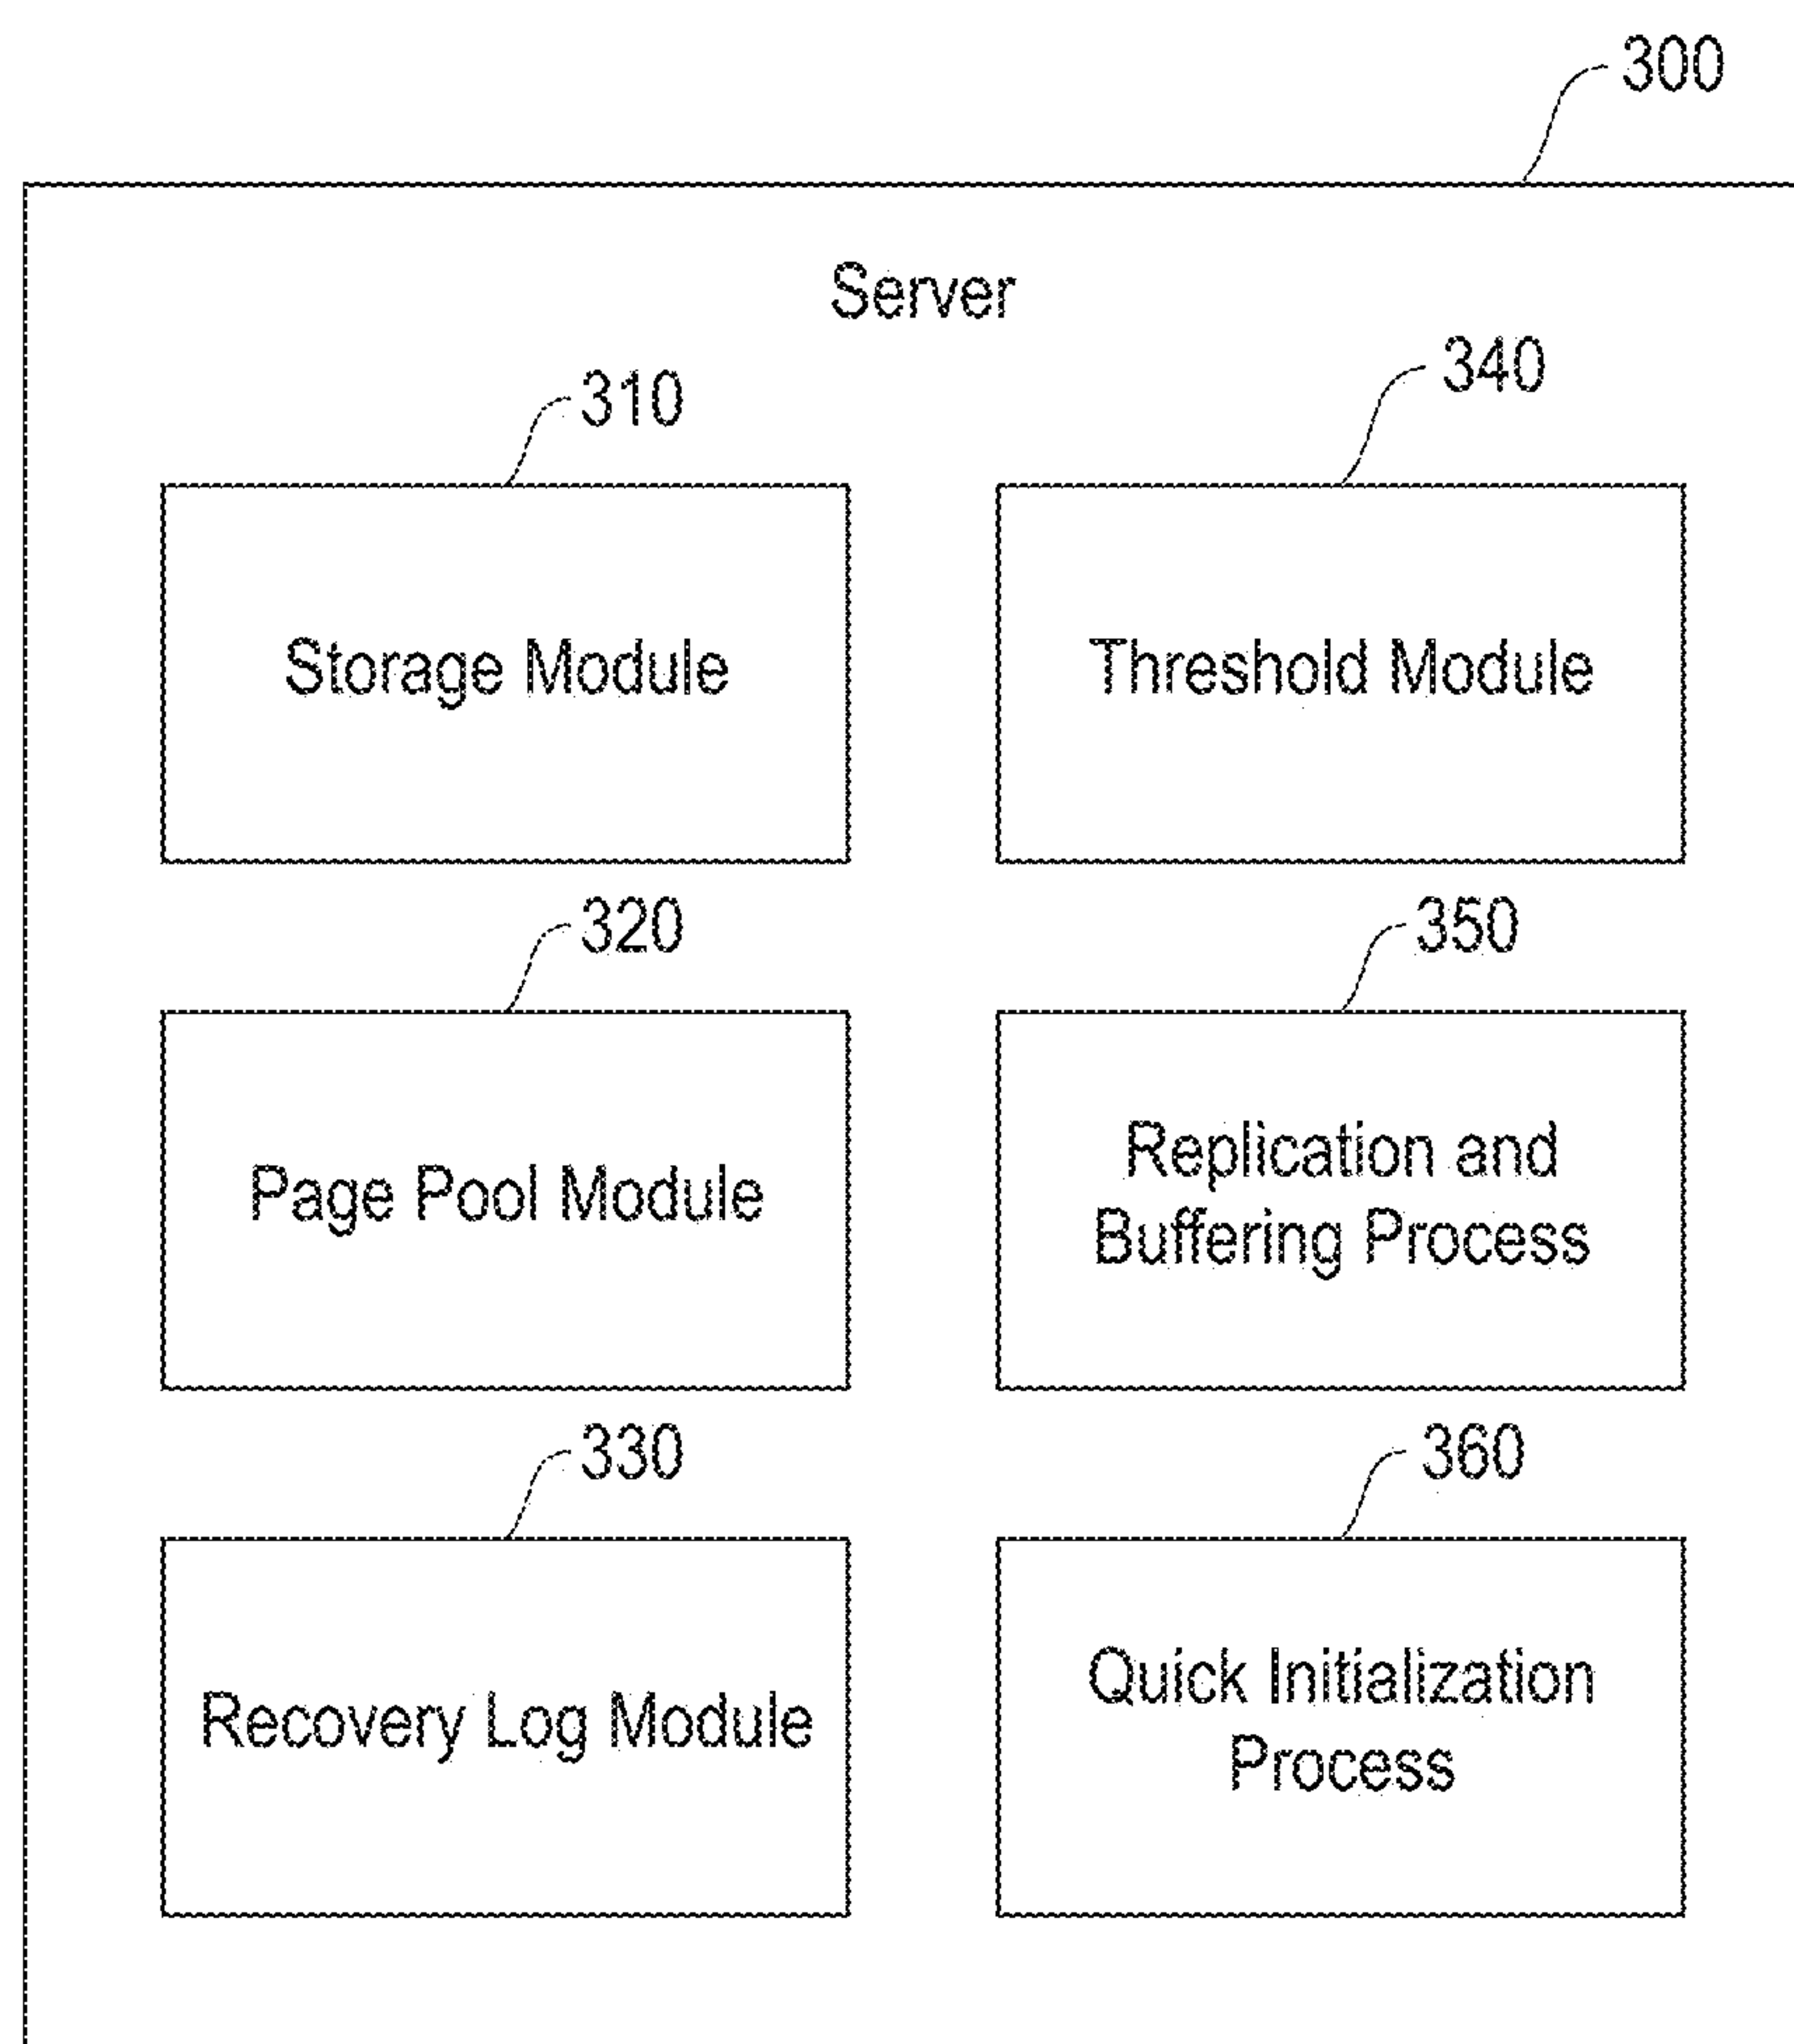 300
Server
310
340
Storage Module
Threshold Module
320
350
Page Pool Module
Replication and
Buffering Process
330
360
Recovery Log Module
Quick Initialization
Process